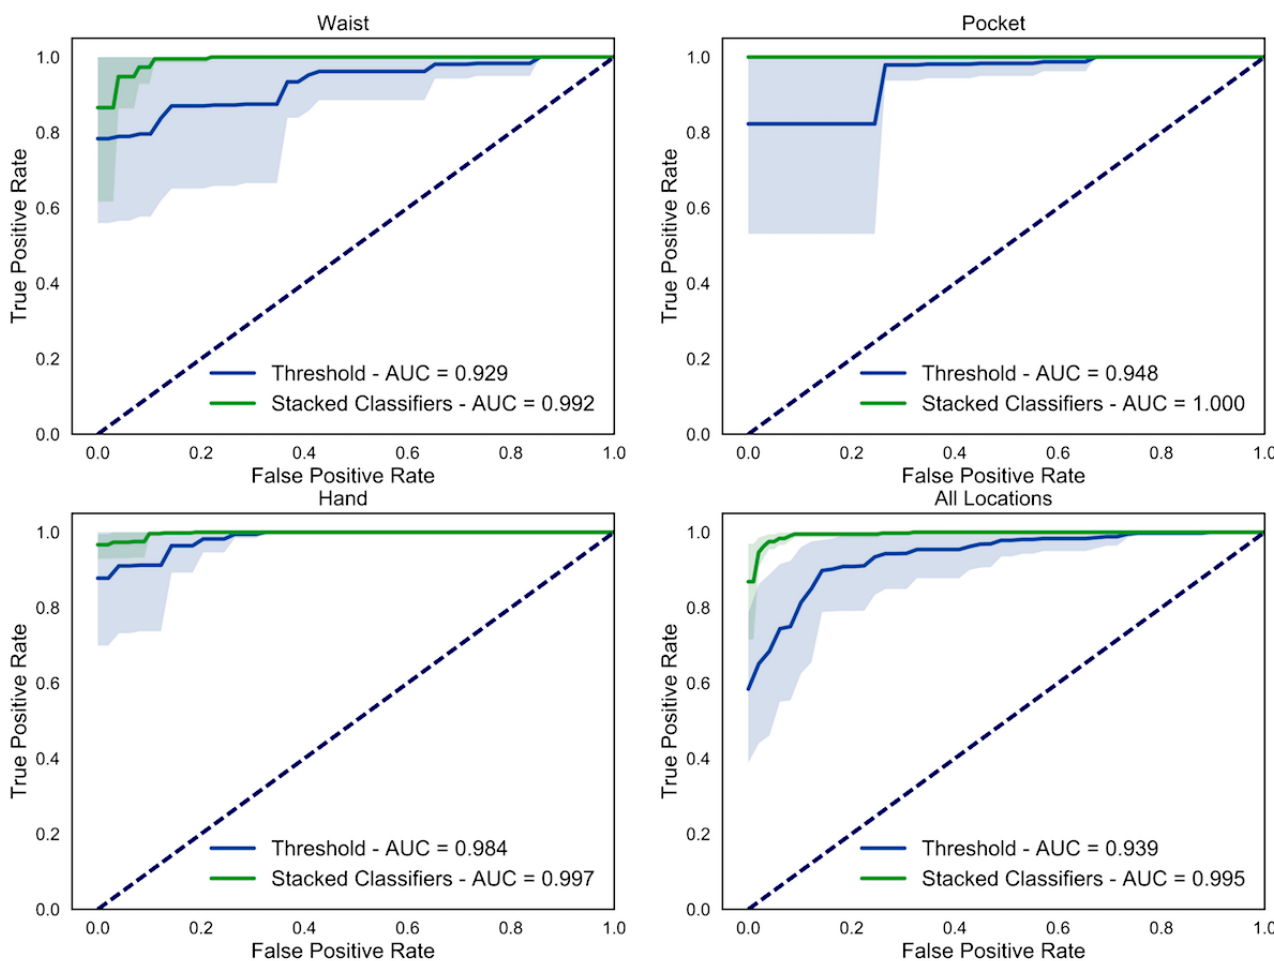 Waist
1.0
0.8
0.6
0.4
0.2
0.0
True Positive Rate
Threshold - AUC = 0.929
Stacked Classifiers - AUC = 0.992
0.0 0.2 0.4 0.6 0.8 1.0
False Positive Rate
Pocket
1.0
0.8
0.6
0.4
0.2
0.0
True Positive Rate
Threshold - AUC = 0.948
Stacked Classifiers - AUC = 1.000
0.0 0.2 0.4 0.6 0.8 1.0
False Positive Rate
Hand
1.0
0.8
0.6
0.4
0.2
0.0
True Positive Rate
Threshold - AUC = 0.984
Stacked Classifiers - AUC = 0.997
0.0 0.2 0.4 0.6 0.8 1.0
False Positive Rate
All Locations
1.0
0.8
0.6
0.4
0.2
0.0
True Positive Rate
Threshold - AUC = 0.939
Stacked Classifiers - AUC = 0.995
0.0 0.2 0.4 0.6 0.8 1.0
False Positive Rate